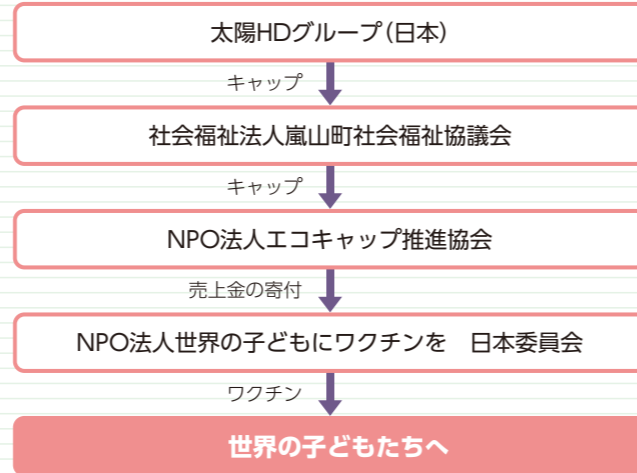 太陽HDグループ(日本)
キャップ
社会福祉法人嵐山町社会福祉協議会
キャップ
NPO法人エコキャップ推進協会
売上金の寄付
NPO法人世界の子どもにワクチンを　日本委員会
ワクチン
世界の子どもたちへ